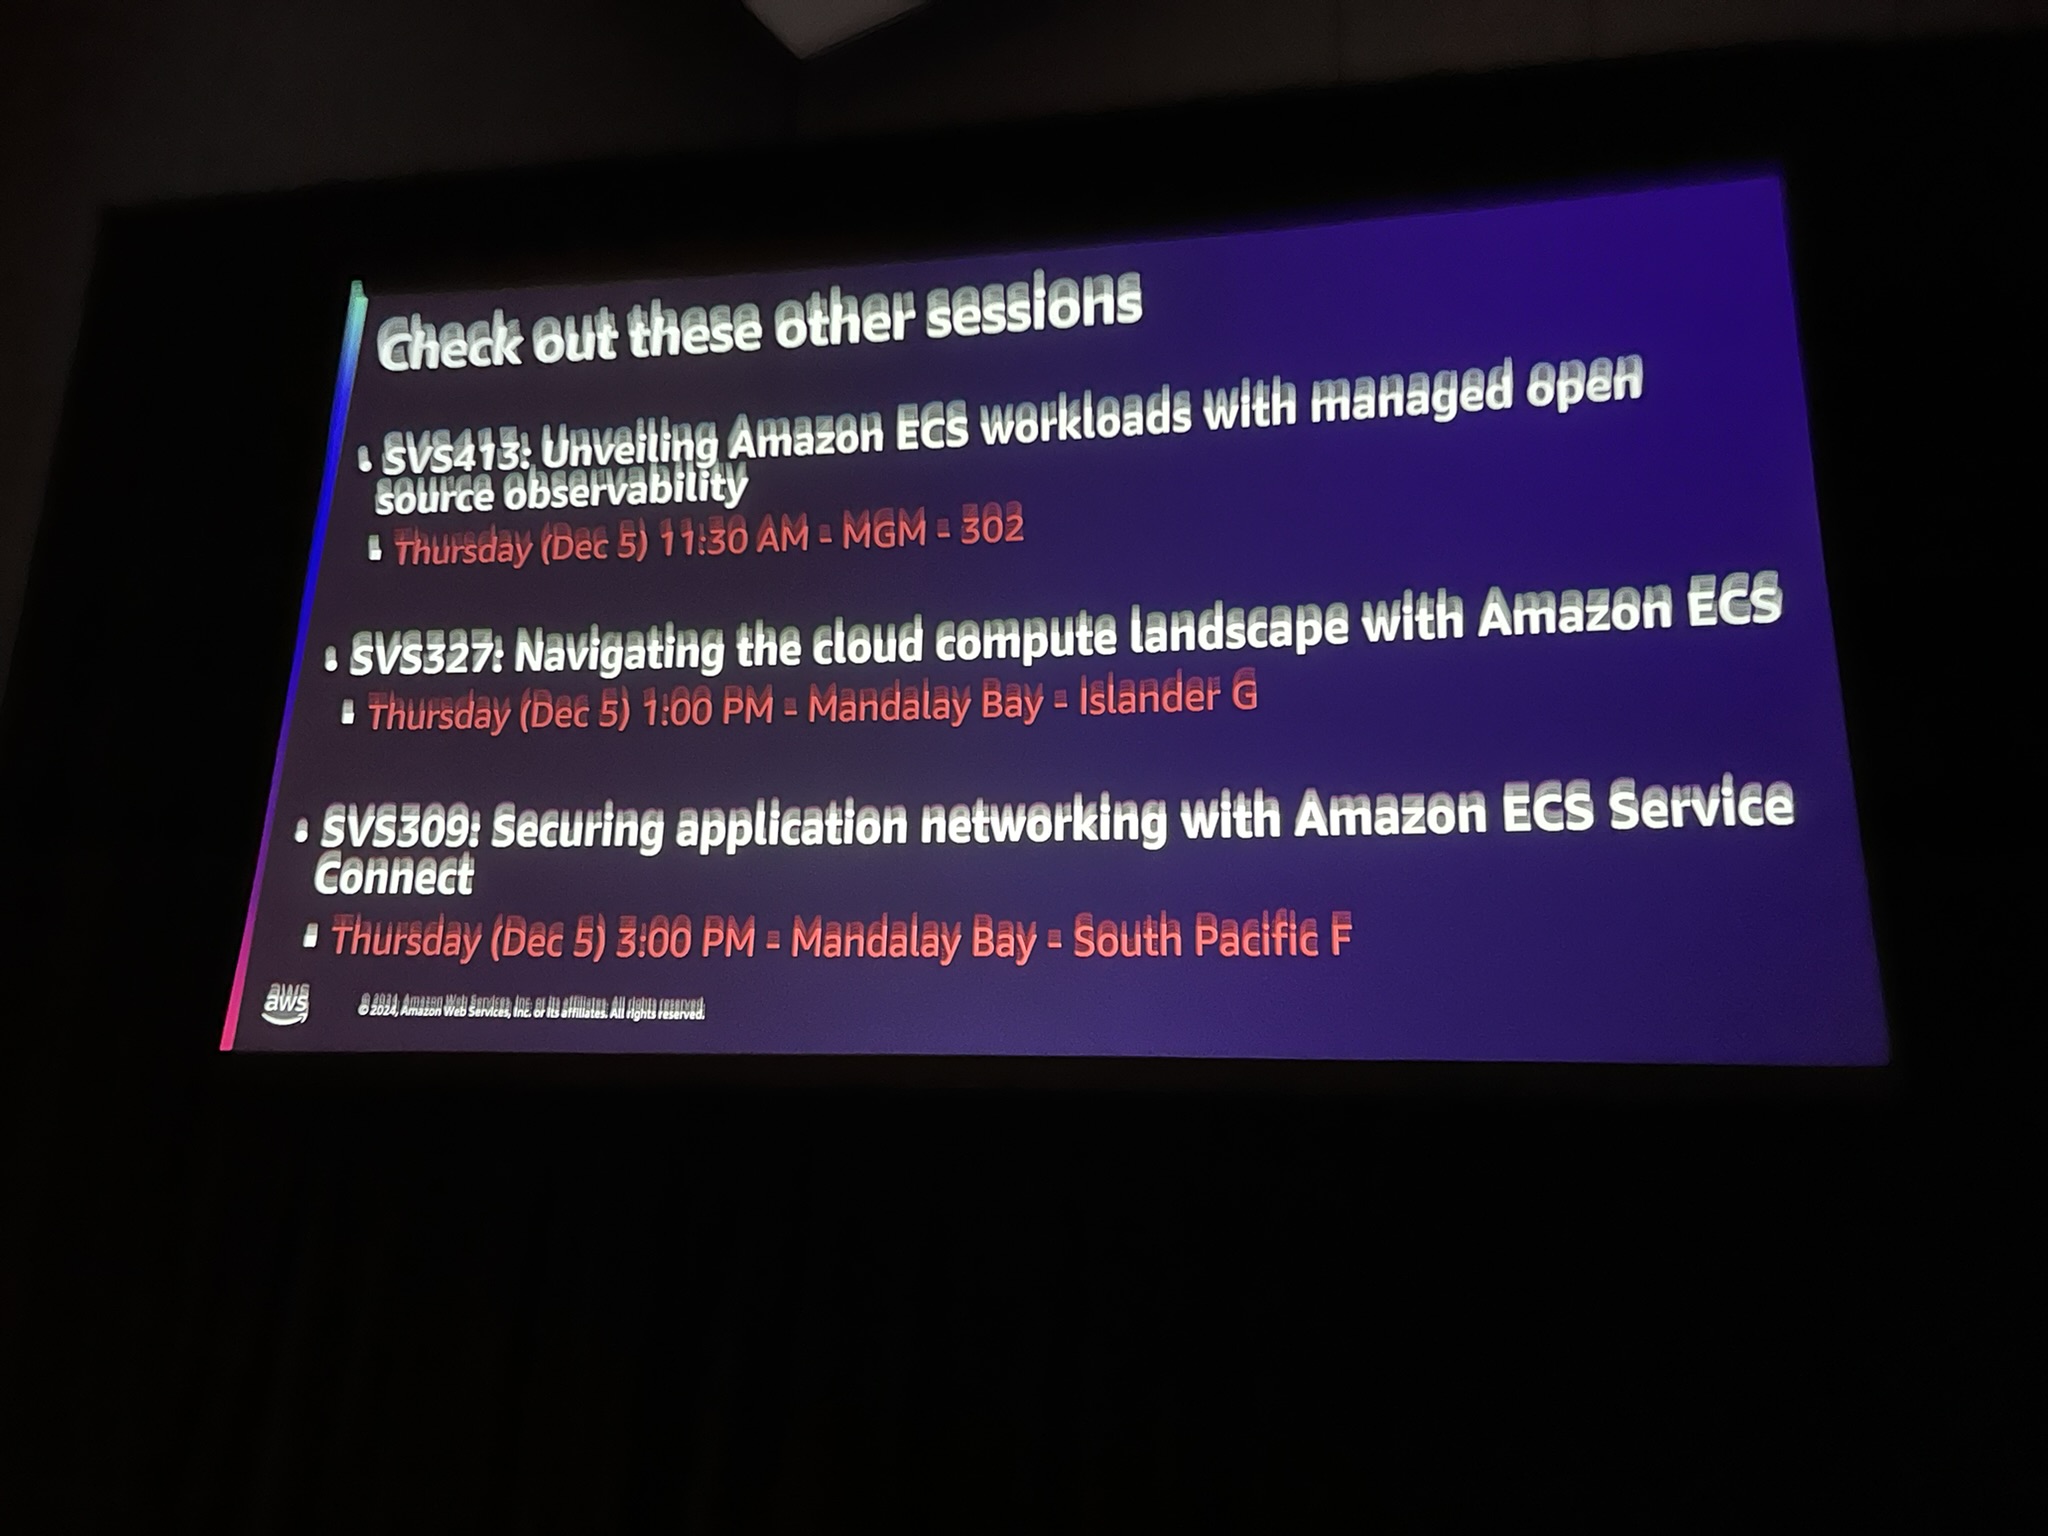 Check out these other sessions
• SVS413: Unveiling Amazon ECS workloads with managed open
source observability
▪ Thursday (Dec 5) 11:30 AM – MGM – 302
• SVS327: Navigating the cloud compute landscape with Amazon ECS
▪ Thursday (Dec 5) 1:00 PM – Mandalay Bay – Islander G
• SVS309: Securing application networking with Amazon ECS Service
Connect
▪ Thursday (Dec 5) 3:00 PM – Mandalay Bay – South Pacific F
aws
© 2024, Amazon Web Services, Inc. or its affiliates. All rights reserved.